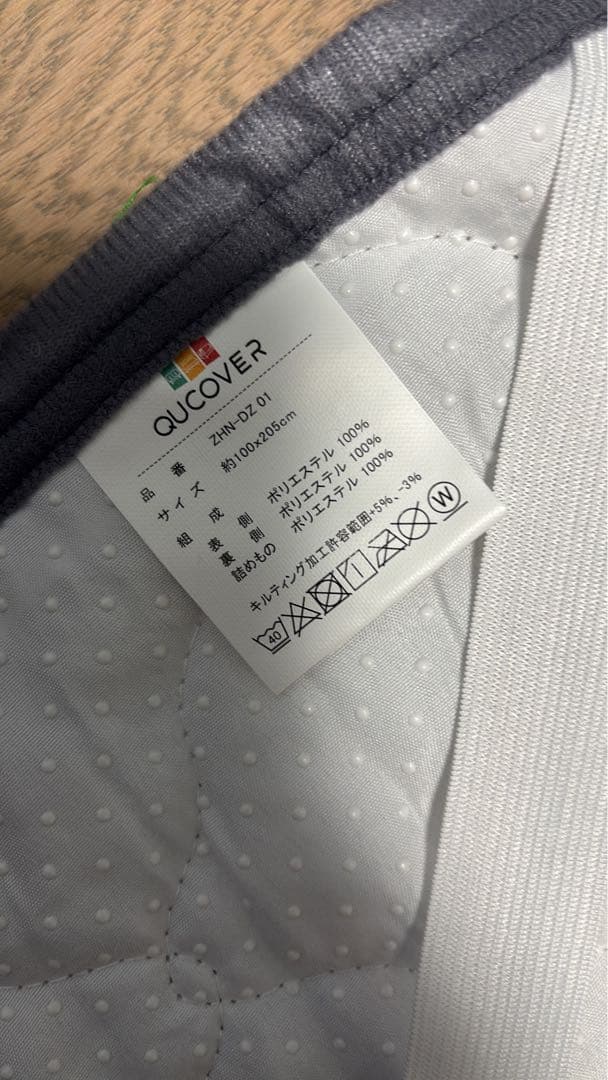 QUCOVER
品番 ZHN-DZ 01
サイズ 約100x205cm
組成
表側 ポリエステル 100%
裏側 ポリエステル 100%
詰めもの ポリエステル 100%
キルティング加工許容範囲+5%、-3%
40
W